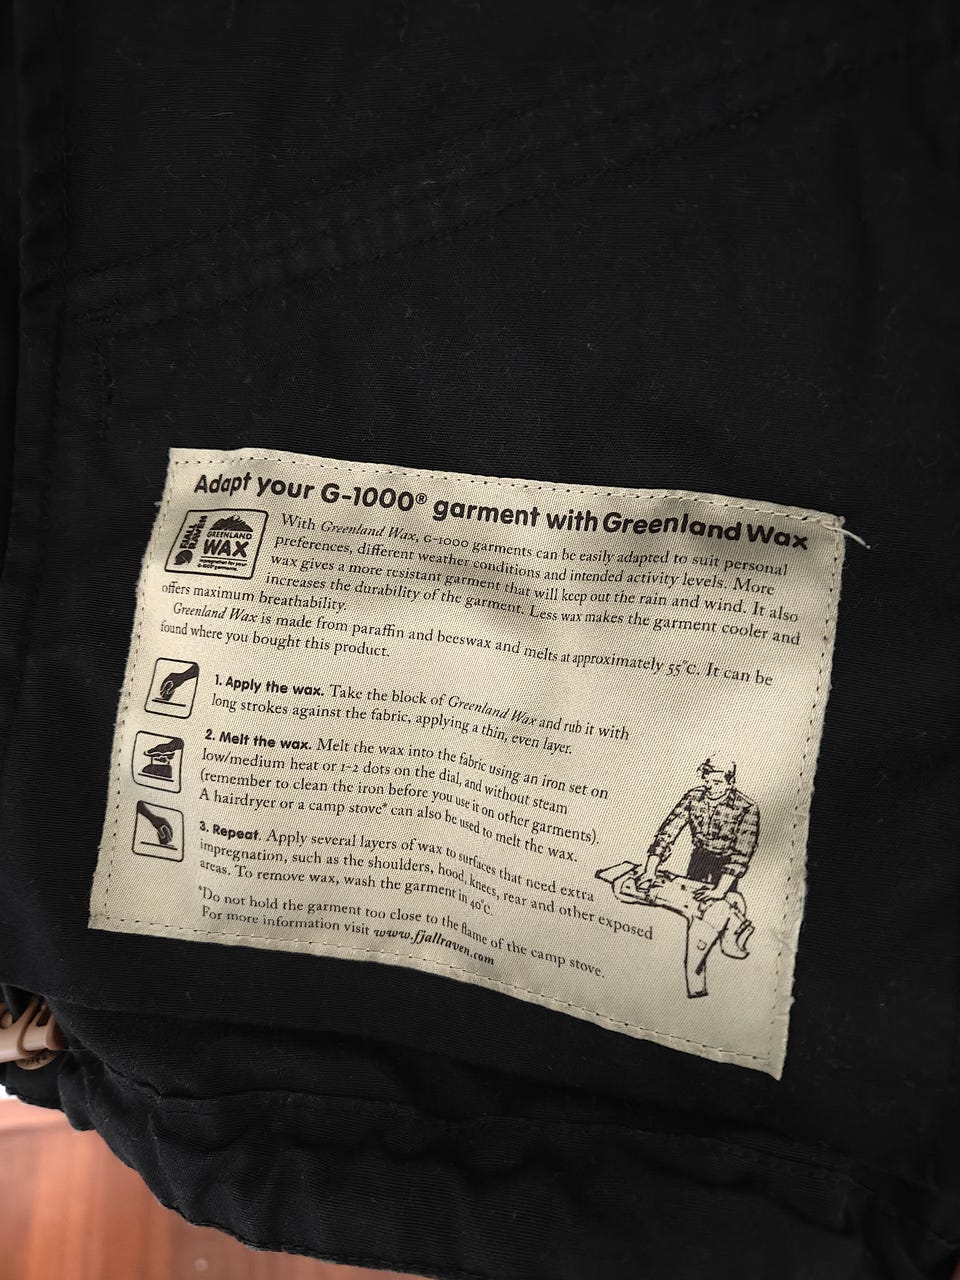 Adapt your G-1000® garment with Greenland Wax
FJÄLL
RÄVEN
GREENLAND
WAX
Impregnation for your
G-1000® garments.
With Greenland Wax, G-1000 garments can be easily adapted to suit personal
preferences, different weather conditions and intended activity levels. More
wax gives a more resistant garment that will keep out the rain and wind. It also
increases the durability of the garment. Less wax makes the garment cooler and
offers maximum breathability.
Greenland Wax is made from paraffin and beeswax and melts at approximately 55°C. It can be
found where you bought this product.
1. Apply the wax. Take the block of Greenland Wax and rub it with
long strokes against the fabric, applying a thin, even layer.
2. Melt the wax. Melt the wax into the fabric using an iron set on
low/medium heat or 1-2 dots on the dial, and without steam
(remember to clean the iron before you use it on other garments).
A hairdryer or a camp stove* can also be used to melt the wax.
3. Repeat. Apply several layers of wax to surfaces that need extra
impregnation, such as the shoulders, hood, knees, rear and other exposed
areas. To remove wax, wash the garment in 40°C.
*Do not hold the garment too close to the flame of the camp stove.
For more information visit www.fjallraven.com